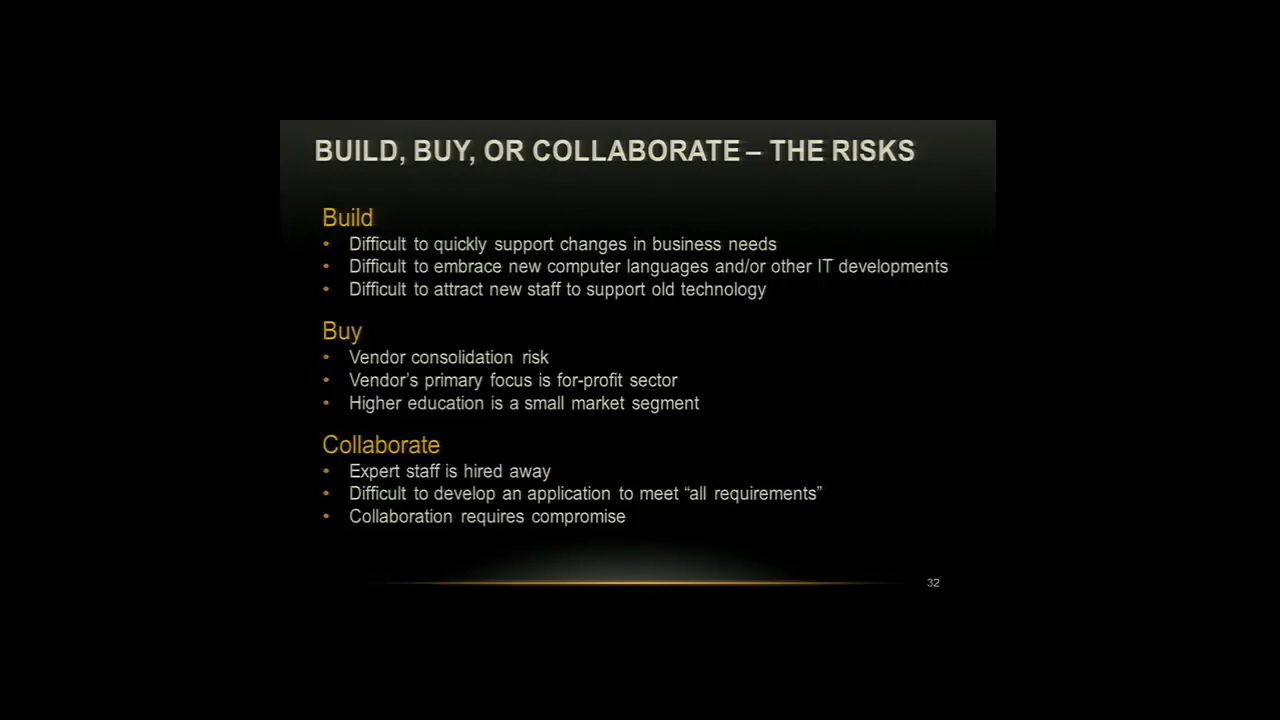 BUILD, BUY, OR COLLABORATE – THE RISKS
Build
• Difficult to quickly support changes in business needs
• Difficult to embrace new computer languages and/or other IT developments
• Difficult to attract new staff to support old technology
Buy
• Vendor consolidation risk
• Vendor’s primary focus is for-profit sector
• Higher education is a small market segment
Collaborate
• Expert staff is hired away
• Difficult to develop an application to meet “all requirements”
• Collaboration requires compromise
32